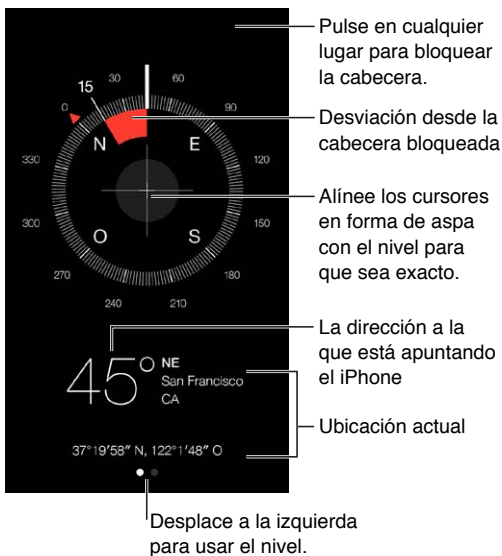 Pulse en cualquier
lugar para bloquear
la cabecera.
15
30
60
0
90
Desviación desde la
cabecera bloqueada
N
E
330
120
Alínee los cursores
en forma de aspa
con el nivel para
que sea exacto.
300
150
O
S
270
180
240
210
La dirección a la
que está apuntando
el iPhone
45° NE
San Francisco
CA
Ubicación actual
37°19′58″ N, 122°1′48″ O
Desplace a la izquierda
para usar el nivel.